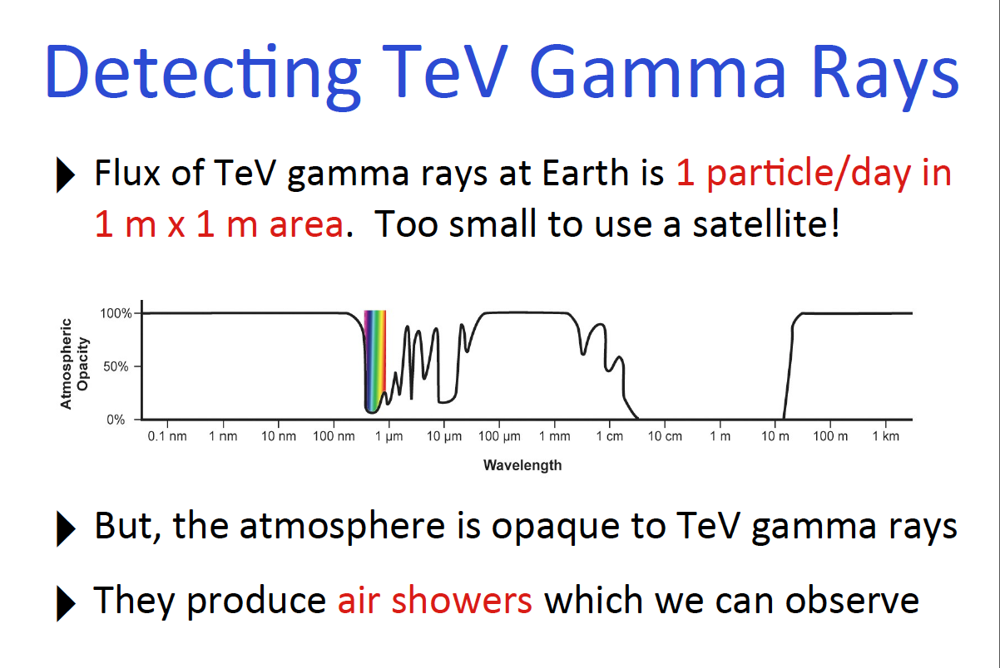 Detecting TeV Gamma Rays
Flux of TeV gamma rays at Earth is 1 particle/day in
1 m x 1 m area.  Too small to use a satellite!
Atmospheric
Opacity
100%
50%
0%
0.1 nm 1 nm 10 nm 100 nm 1 μm 10 μm 100 μm 1 mm 1 cm 10 cm 1 m 10 m 100 m 1 km
Wavelength
But, the atmosphere is opaque to TeV gamma rays
They produce air showers which we can observe